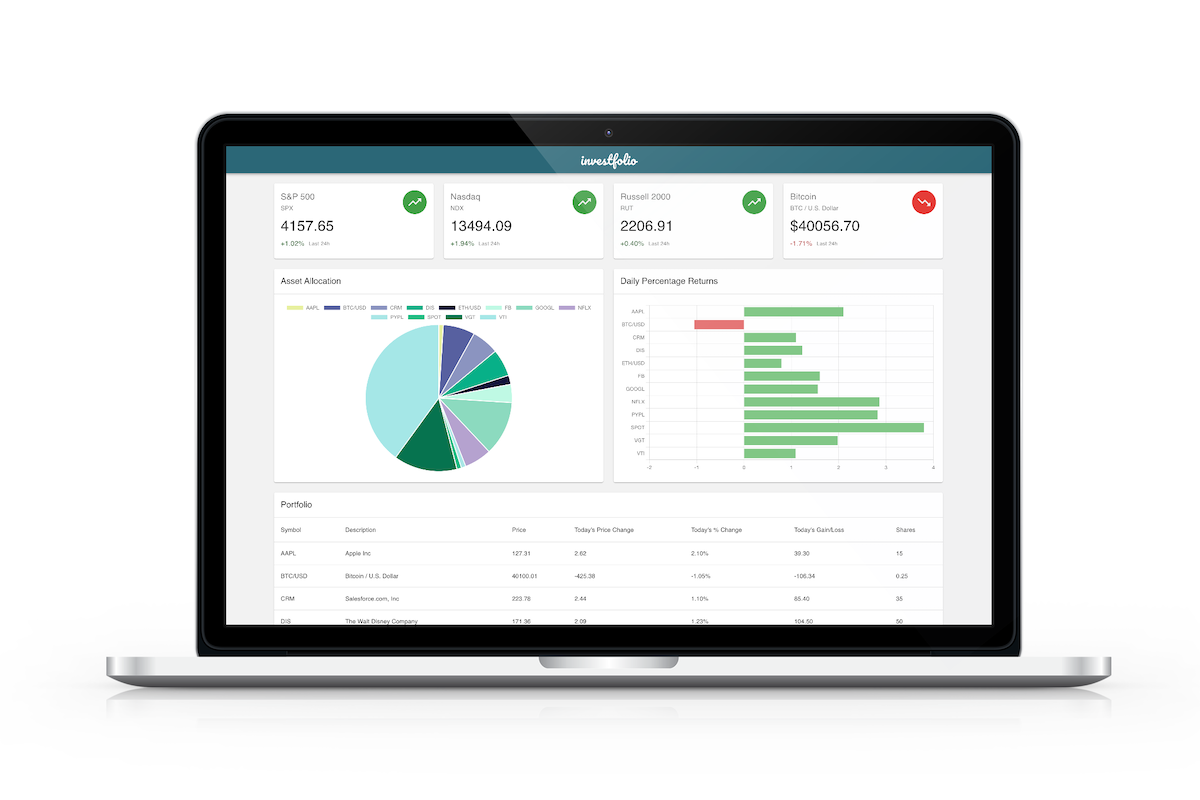 investfolio
S&P 500
SPX
4157.65
+1.02% Last 24h
Nasdaq
NDX
13494.09
+1.94% Last 24h
Russell 2000
RUT
2206.91
+0.40% Last 24h
Bitcoin
BTC / U.S. Dollar
$40056.70
-1.71% Last 24h
Asset Allocation
AAPL BTC/USD CRM DIS ETH/USD FB GOOGL NFLX
PYPL SPOT VGT VTI
Daily Percentage Returns
AAPL
BTC/USD
CRM
DIS
ETH/USD
FB
GOOGL
NFLX
PYPL
SPOT
VGT
VTI
-2 -1 0 1 2 3 4
Portfolio
Symbol Description Price Today's Price Change Today's % Change Today's Gain/Loss Shares
AAPL Apple Inc 127.31 2.62 2.10% 39.30 15
BTC/USD Bitcoin / U.S. Dollar 40100.01 -425.38 -1.05% -106.34 0.25
CRM Salesforce.com, Inc 223.78 2.44 1.10% 85.40 35
DIS The Walt Disney Company 171.36 2.09 1.23% 104.50 50